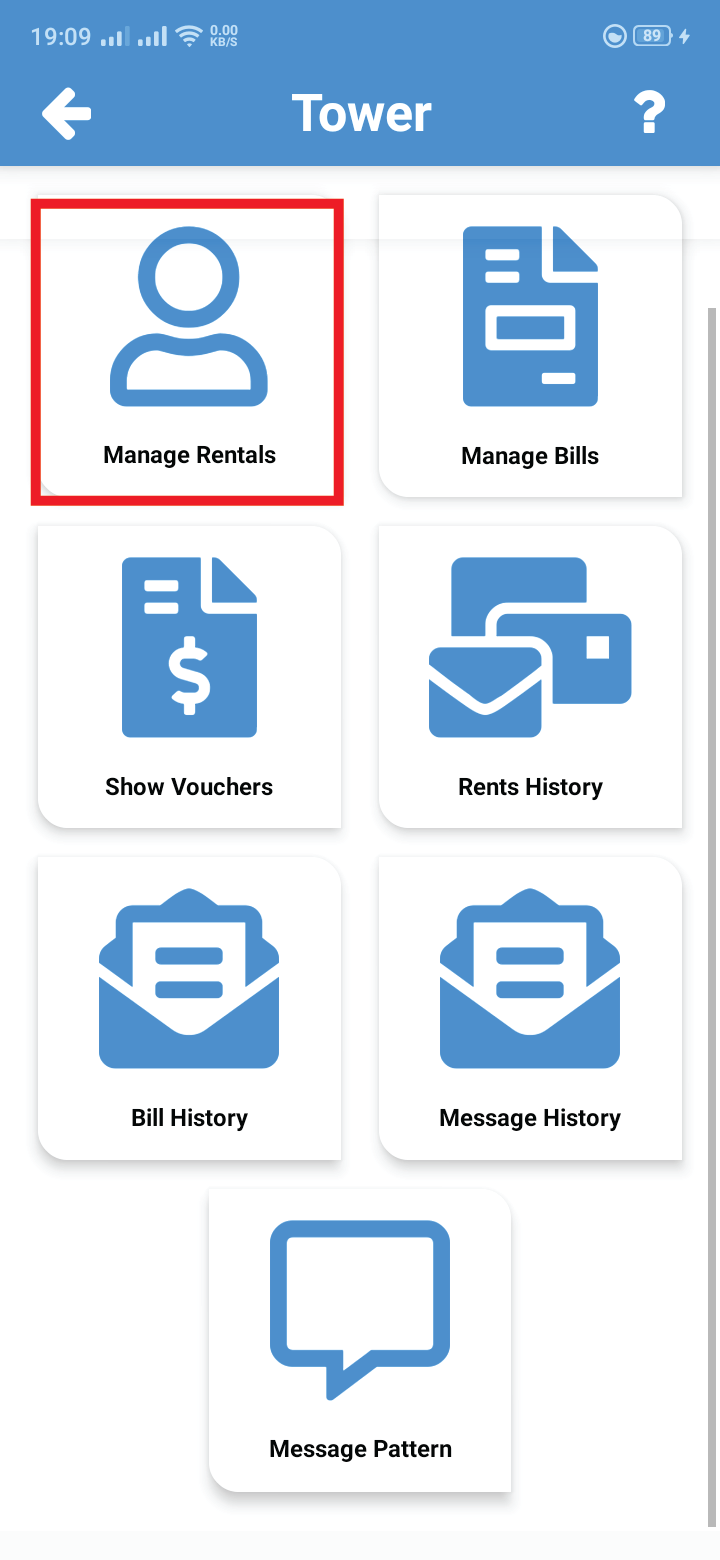 19:09 0.00 KB/S 89
Tower ?
Manage Rentals
Manage Bills
$
Show Vouchers
Rents History
Bill History
Message History
Message Pattern